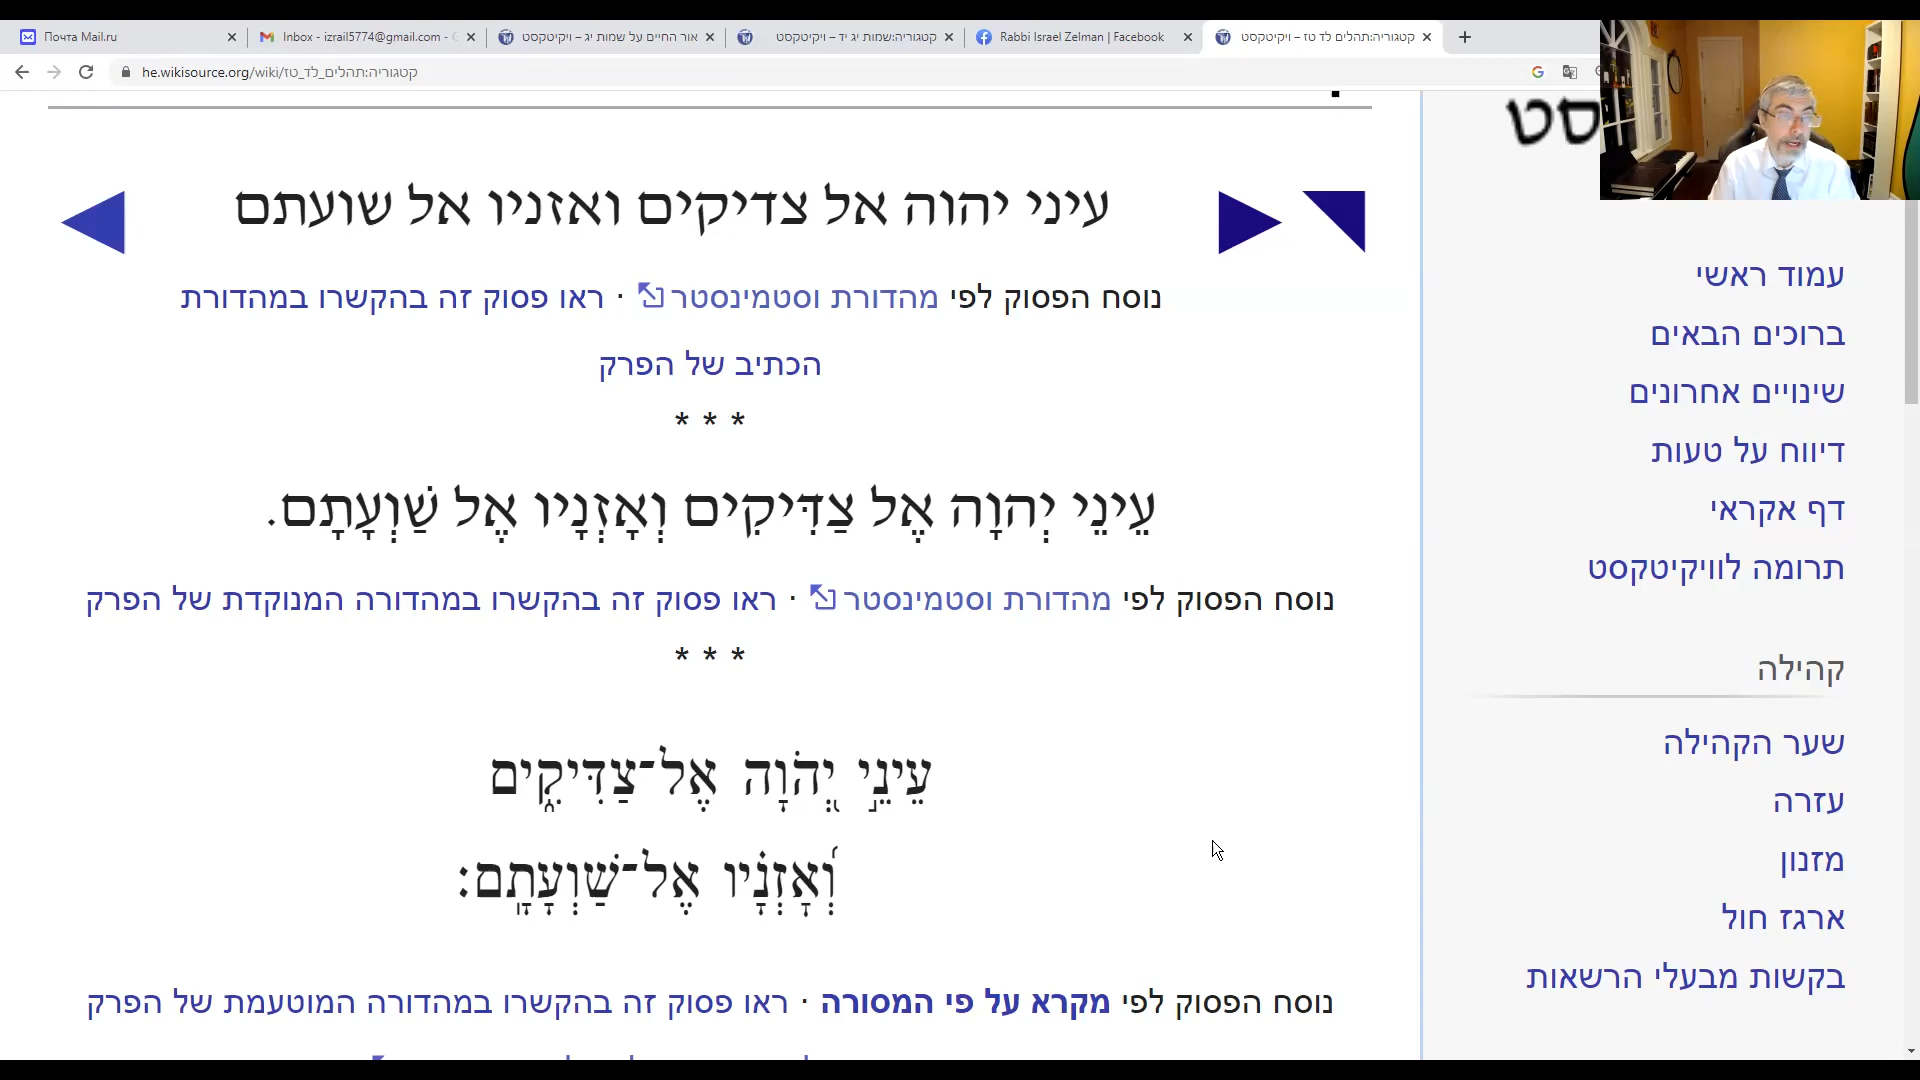 Почта Mail.ru
Inbox - izrail5774@gmail.com - G
אור החיים על שמות יג – ויקיטקסט
קטגוריה:שמות יג יד – ויקיטקסט
Rabbi Israel Zelman | Facebook
קטגוריה:תהלים לד טז – ויקיטקסט
he.wikisource.org/wiki/קטגוריה:תהלים_לד_טז
עיני יהוה אל צדיקים ואזניו אל שועתם
נוסח הפסוק לפי מהדורת וסטמינסטר · ראו פסוק זה בהקשרו במהדורת
הכתיב של הפרק
* * *
עֵינֵי יְהוָה אֶל צַדִּיקִים וְאָזְנָיו אֶל שַׁוְעָתָם.
נוסח הפסוק לפי מהדורת וסטמינסטר · ראו פסוק זה בהקשרו במהדורה המנוקדת של הפרק
* * *
עֵינֵ֣י יְ֭הֹוָה אֶל־צַדִּיקִ֑ים
וְ֝אׇזְנָ֗יו אֶל־שַׁוְעָתָֽם׃
נוסח הפסוק לפי מקרא על פי המסורה · ראו פסוק זה בהקשרו במהדורה המוטעמת של הפרק
עמוד ראשי
ברוכים הבאים
שינויים אחרונים
דיווח על טעות
דף אקראי
תרומה לוויקיטקסט
קהילה
שער הקהילה
עזרה
מזנון
ארגז חול
בקשות מבעלי הרשאות